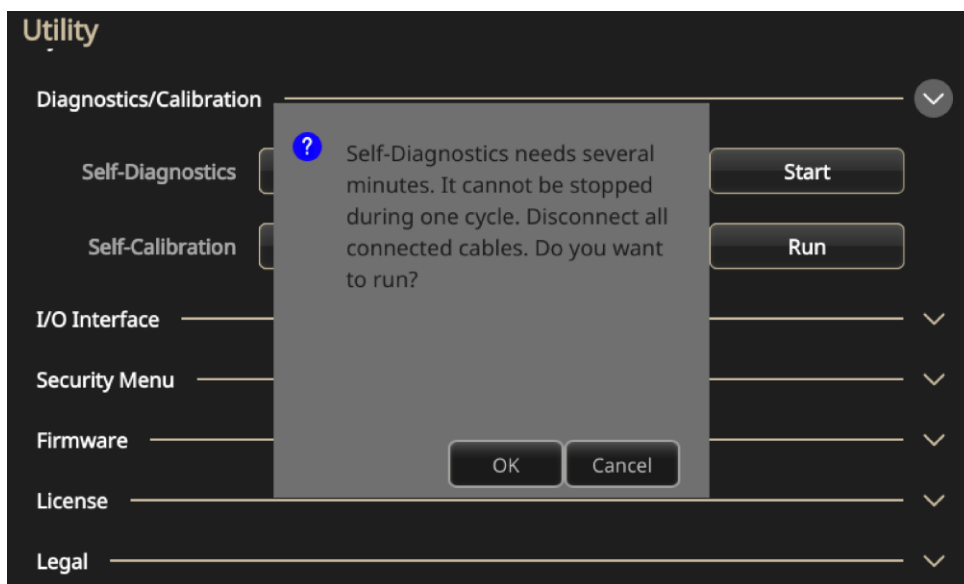 Utility
Diagnostics/Calibration
?
Self-Diagnostics needs several
minutes. It cannot be stopped
during one cycle. Disconnect all
connected cables. Do you want
to run?
Self-Diagnostics
Start
Self-Calibration
Run
I/O Interface
Security Menu
Firmware
OK
Cancel
License
Legal